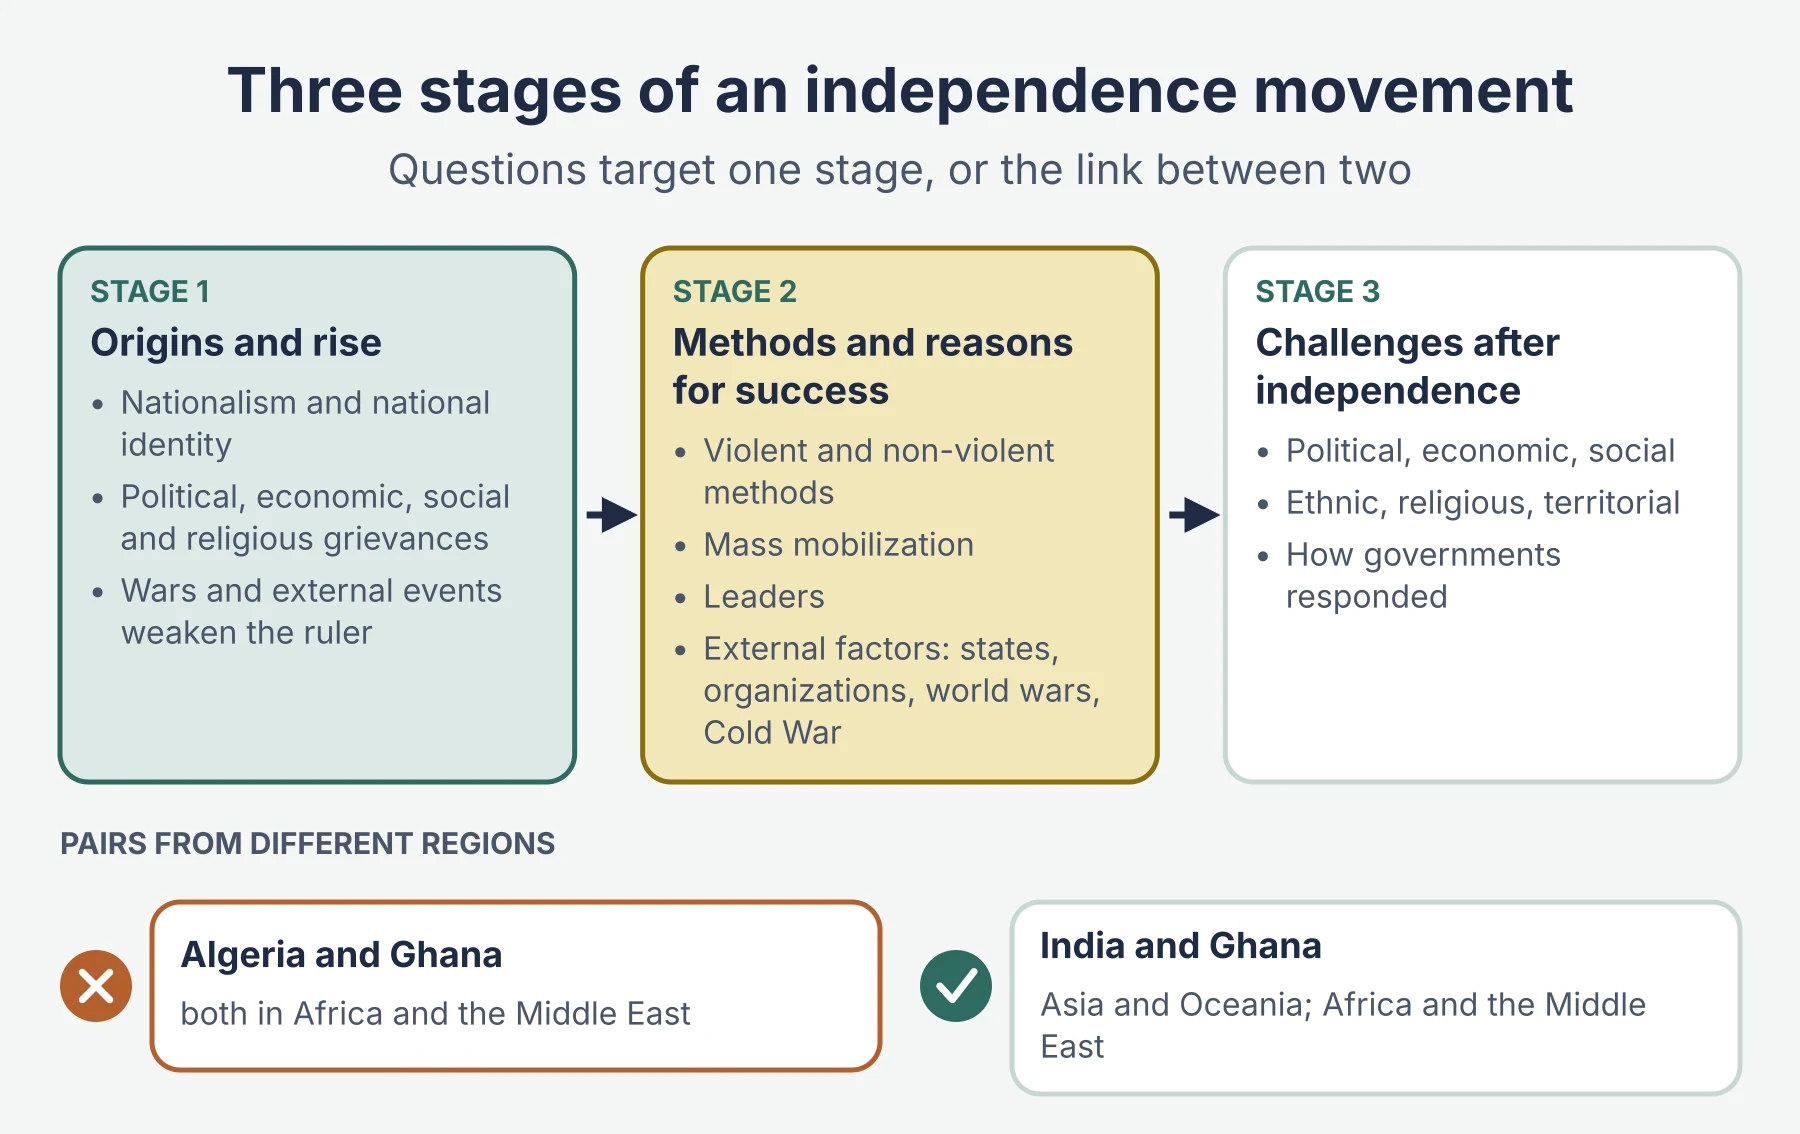 Three stages of an independence movement
Questions target one stage, or the link between two
STAGE 1
Origins and rise
• Nationalism and national
identity
• Political, economic, social
and religious grievances
• Wars and external events
weaken the ruler
STAGE 2
Methods and reasons
for success
• Violent and non-violent
methods
• Mass mobilization
• Leaders
• External factors: states,
organizations, world wars,
Cold War
STAGE 3
Challenges after
independence
• Political, economic, social
• Ethnic, religious, territorial
• How governments
responded
PAIRS FROM DIFFERENT REGIONS
Algeria and Ghana
both in Africa and the Middle East
India and Ghana
Asia and Oceania; Africa and the Middle
East